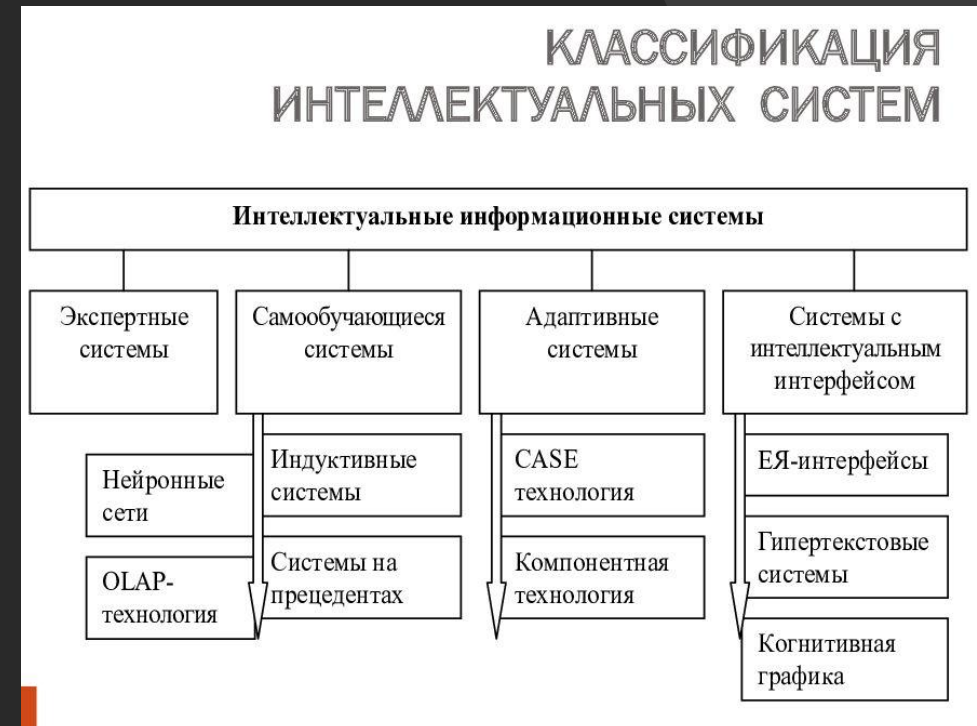 КЛАССИФИКАЦИЯ
ИНТЕЛЛЕКТУАЛЬНЫХ СИСТЕМ
Интеллектуальные информационные системы
Экспертные
системы
Самообучающиеся
системы
Адаптивные
системы
Системы с
интеллектуальным
интерфейсом
Нейронные
сети
OLAP-
технология
Индуктивные
системы
Системы на
прецедентах
CASE
технология
Компонентная
технология
ЕЯ-интерфейсы
Гипертекстовые
системы
Когнитивная
графика